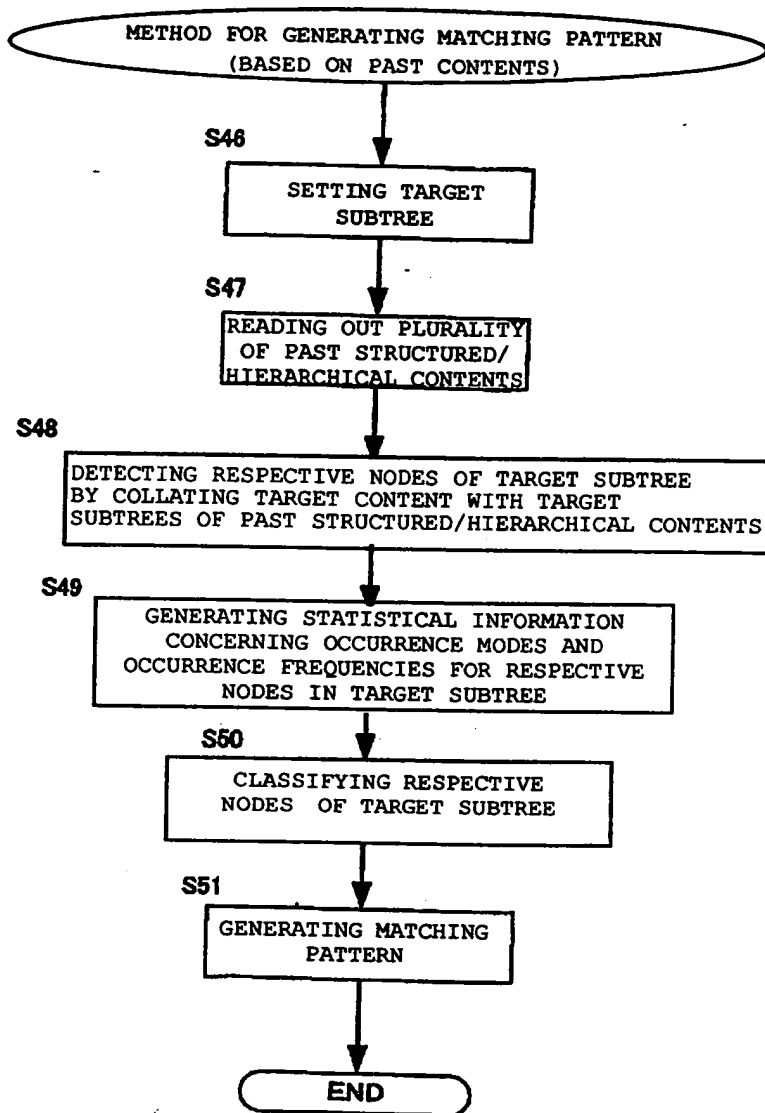 METHOD FOR GENERATING MATCHING PATTERN
(BASED ON PAST CONTENTS)
S46
SETTING TARGET
SUBTREE
S47
READING OUT PLURALITY
OF PAST STRUCTURED/
HIERARCHICAL CONTENTS
S48
DETECTING RESPECTIVE NODES OF TARGET SUBTREE
BY COLLATING TARGET CONTENT WITH TARGET
SUBTREES OF PAST STRUCTURED/HIERARCHICAL CONTENTS
S49
GENERATING STATISTICAL INFORMATION
CONCERNING OCCURRENCE MODES AND
OCCURRENCE FREQUENCIES FOR RESPECTIVE
NODES IN TARGET SUBTREE
S50
CLASSIFYING RESPECTIVE
NODES OF TARGET SUBTREE
S51
GENERATING MATCHING
PATTERN
END